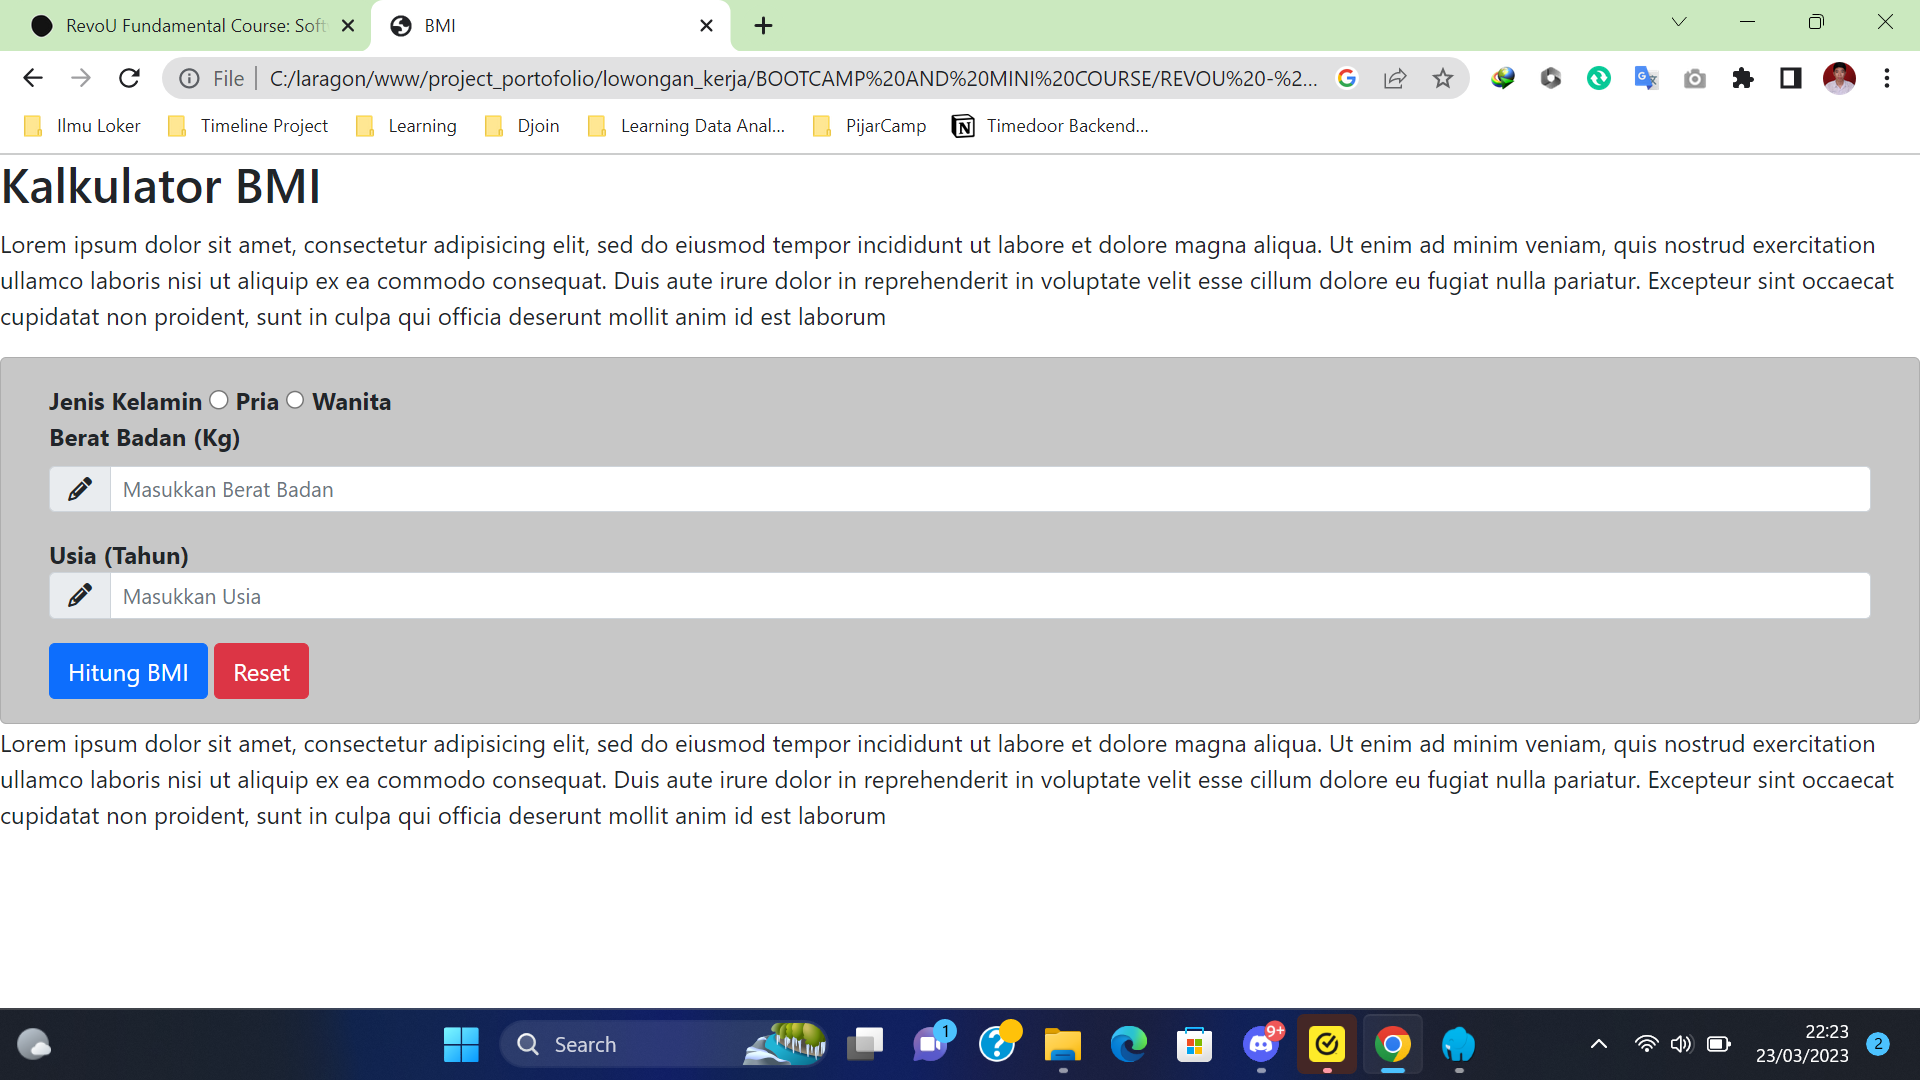 RevoU Fundamental Course: Soft
BMI
File
C:/laragon/www/project_portofolio/lowongan_kerja/BOOTCAMP%20AND%20MINI%20COURSE/REVOU%20-%2...
Ilmu Loker
Timeline Project
Learning
Djoin
Learning Data Anal...
PijarCamp
Timedoor Backend...
Kalkulator BMI
Lorem ipsum dolor sit amet, consectetur adipisicing elit, sed do eiusmod tempor incididunt ut labore et dolore magna aliqua. Ut enim ad minim veniam, quis nostrud exercitation
ullamco laboris nisi ut aliquip ex ea commodo consequat. Duis aute irure dolor in reprehenderit in voluptate velit esse cillum dolore eu fugiat nulla pariatur. Excepteur sint occaecat
cupidatat non proident, sunt in culpa qui officia deserunt mollit anim id est laborum
Jenis Kelamin Pria Wanita
Berat Badan (Kg)
Masukkan Berat Badan
Usia (Tahun)
Masukkan Usia
Hitung BMI Reset
Lorem ipsum dolor sit amet, consectetur adipisicing elit, sed do eiusmod tempor incididunt ut labore et dolore magna aliqua. Ut enim ad minim veniam, quis nostrud exercitation
ullamco laboris nisi ut aliquip ex ea commodo consequat. Duis aute irure dolor in reprehenderit in voluptate velit esse cillum dolore eu fugiat nulla pariatur. Excepteur sint occaecat
cupidatat non proident, sunt in culpa qui officia deserunt mollit anim id est laborum
Search
1
9+
22:23
23/03/2023
2